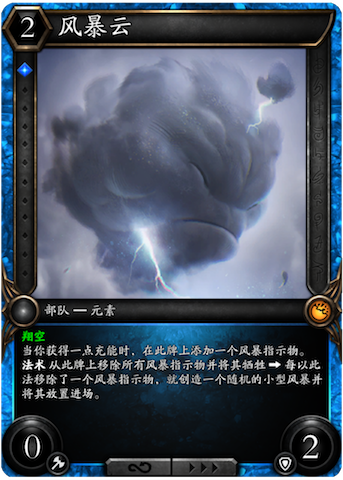 2 风暴云
部队 — 元素
翔空
当你获得一点充能时，在此牌上添加一个风暴指示物。
法术 从此牌上移除所有风暴指示物并将其牺牲 ➡ 每以此
法移除了一个风暴指示物，就创造一个随机的小型风暴并
将其放置进场。
0
2